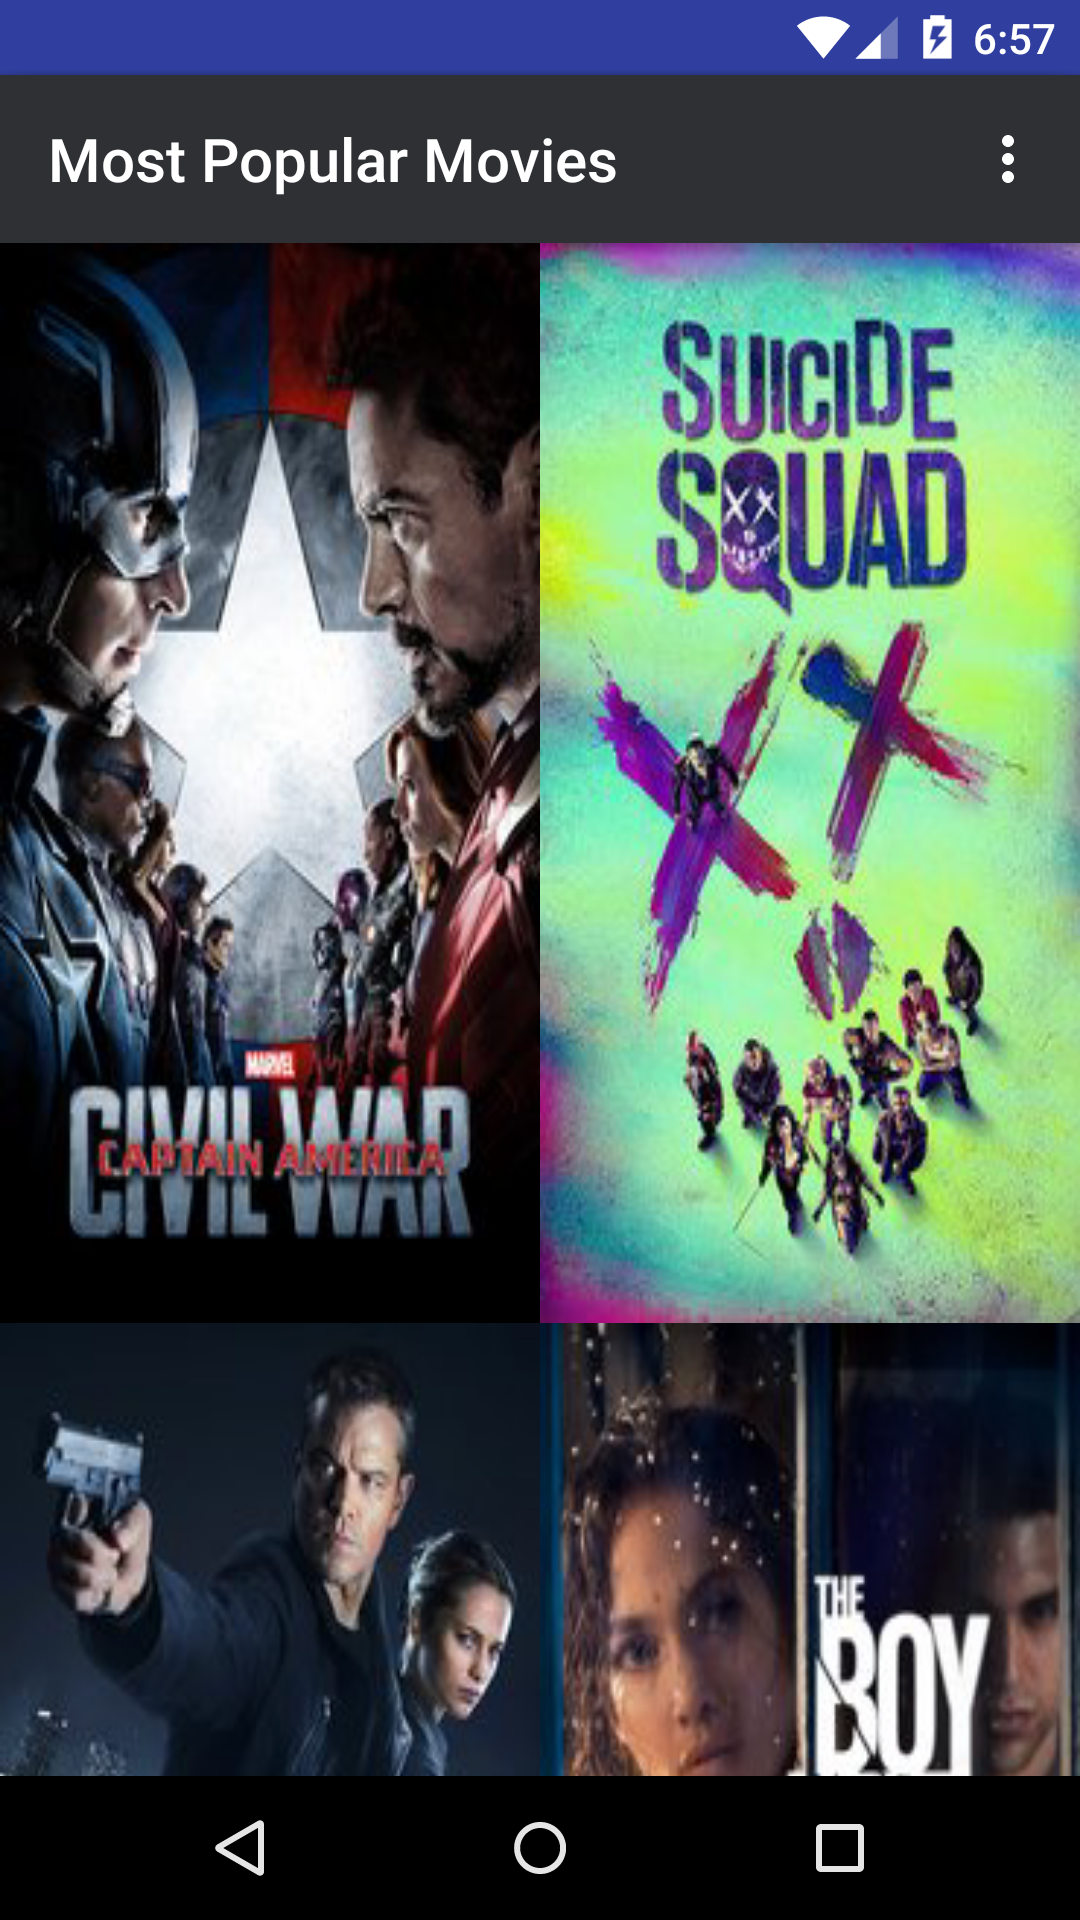 6:57
Most Popular Movies
MARVEL
CIVIL WAR
CAPTAIN AMERICA
SUICIDE
SQUAD
THE
BOY